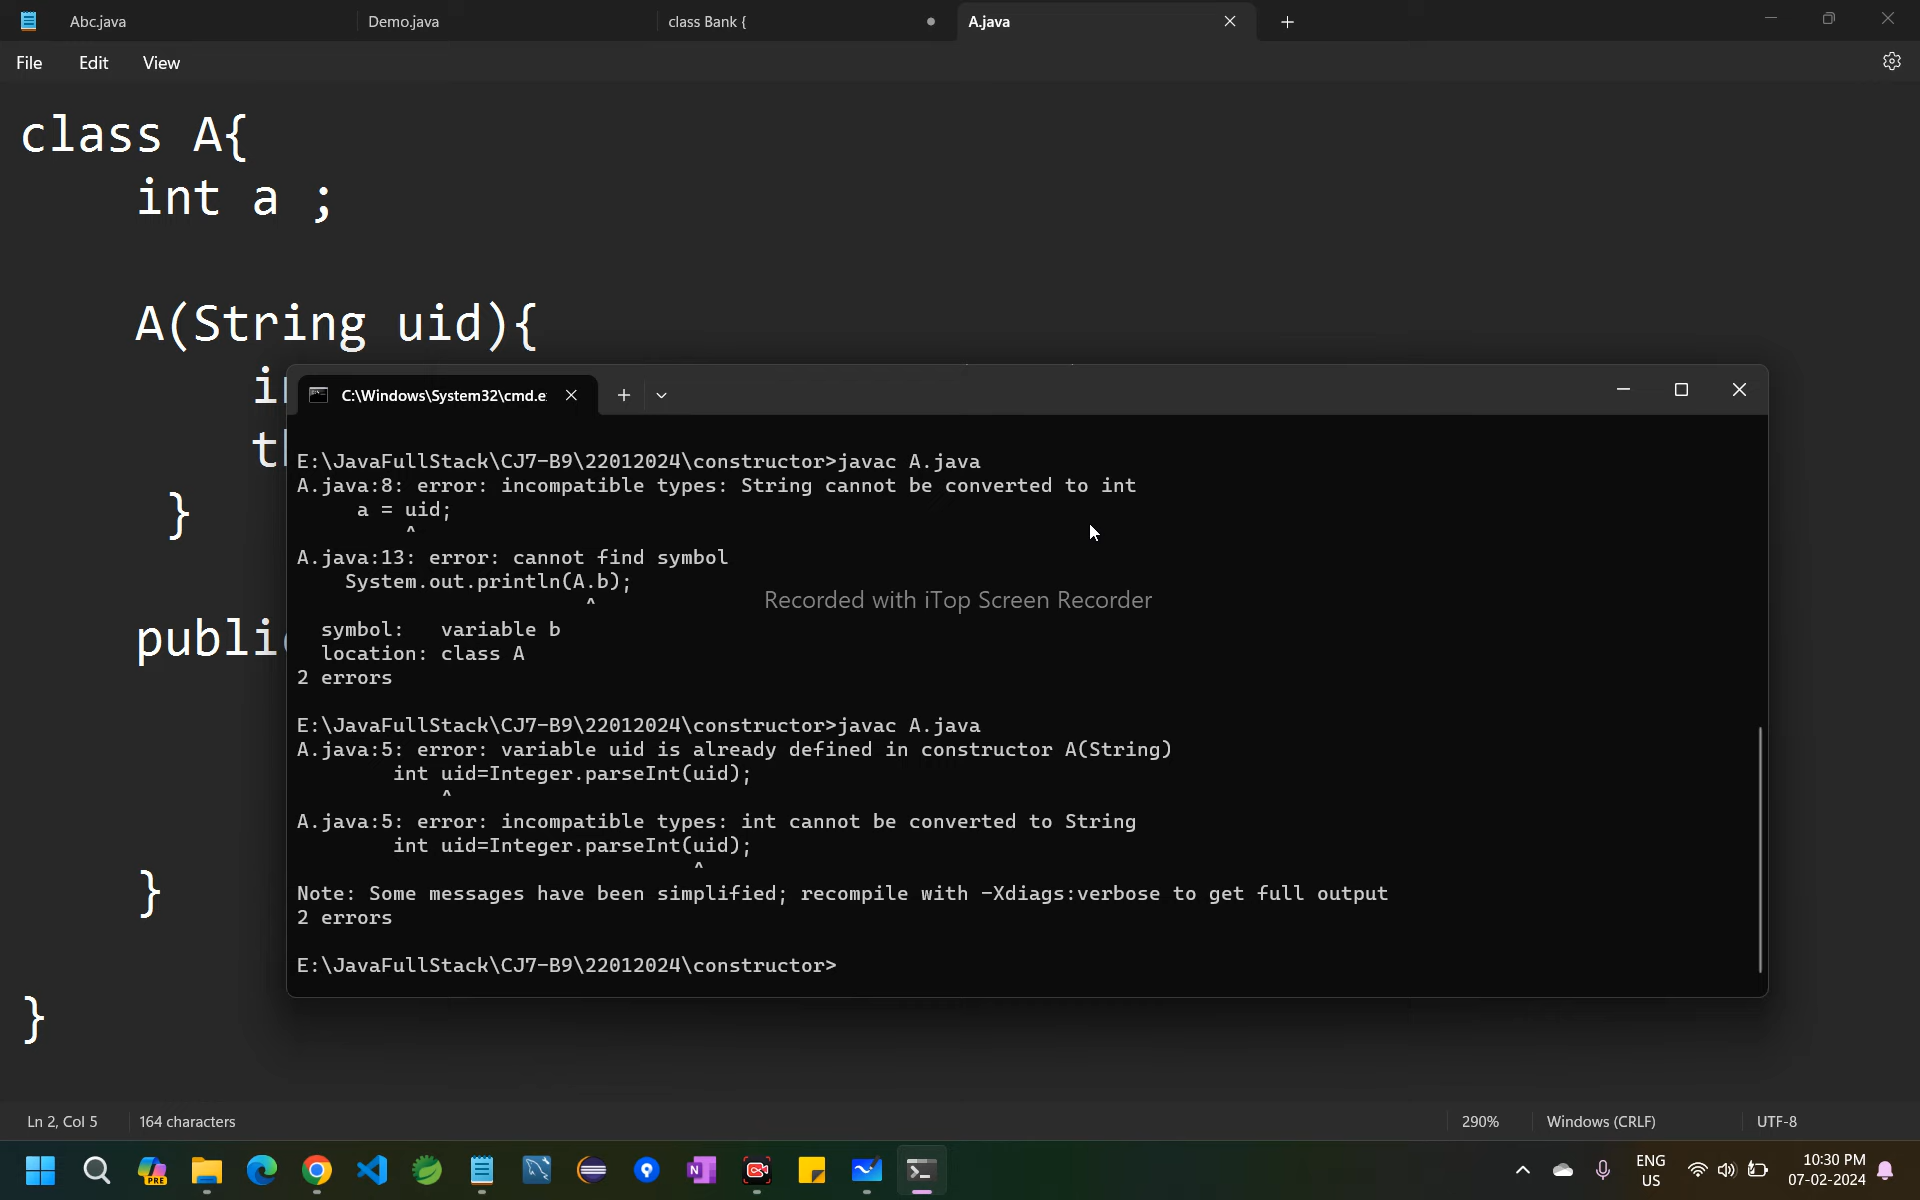 Abc.java Demo.java class Bank { A.java
File Edit View
class A{
int a ;
A(String uid){
}
C:\Windows\System32\cmd.e
E:\JavaFullStack\CJ7-B9\22012024\constructor>javac A.java
A.java:8: error: incompatible types: String cannot be converted to int
a = uid;
^
A.java:13: error: cannot find symbol
System.out.println(A.b);
^
Recorded with iTop Screen Recorder
symbol:   variable b
location: class A
2 errors
E:\JavaFullStack\CJ7-B9\22012024\constructor>javac A.java
A.java:5: error: variable uid is already defined in constructor A(String)
int uid=Integer.parseInt(uid);
^
A.java:5: error: incompatible types: int cannot be converted to String
int uid=Integer.parseInt(uid);
^
Note: Some messages have been simplified; recompile with -Xdiags:verbose to get full output
2 errors
E:\JavaFullStack\CJ7-B9\22012024\constructor>
}
}
Ln 2, Col 5 164 characters 290% Windows (CRLF) UTF-8
PRE
N
ENG
US
10:30 PM
07-02-2024